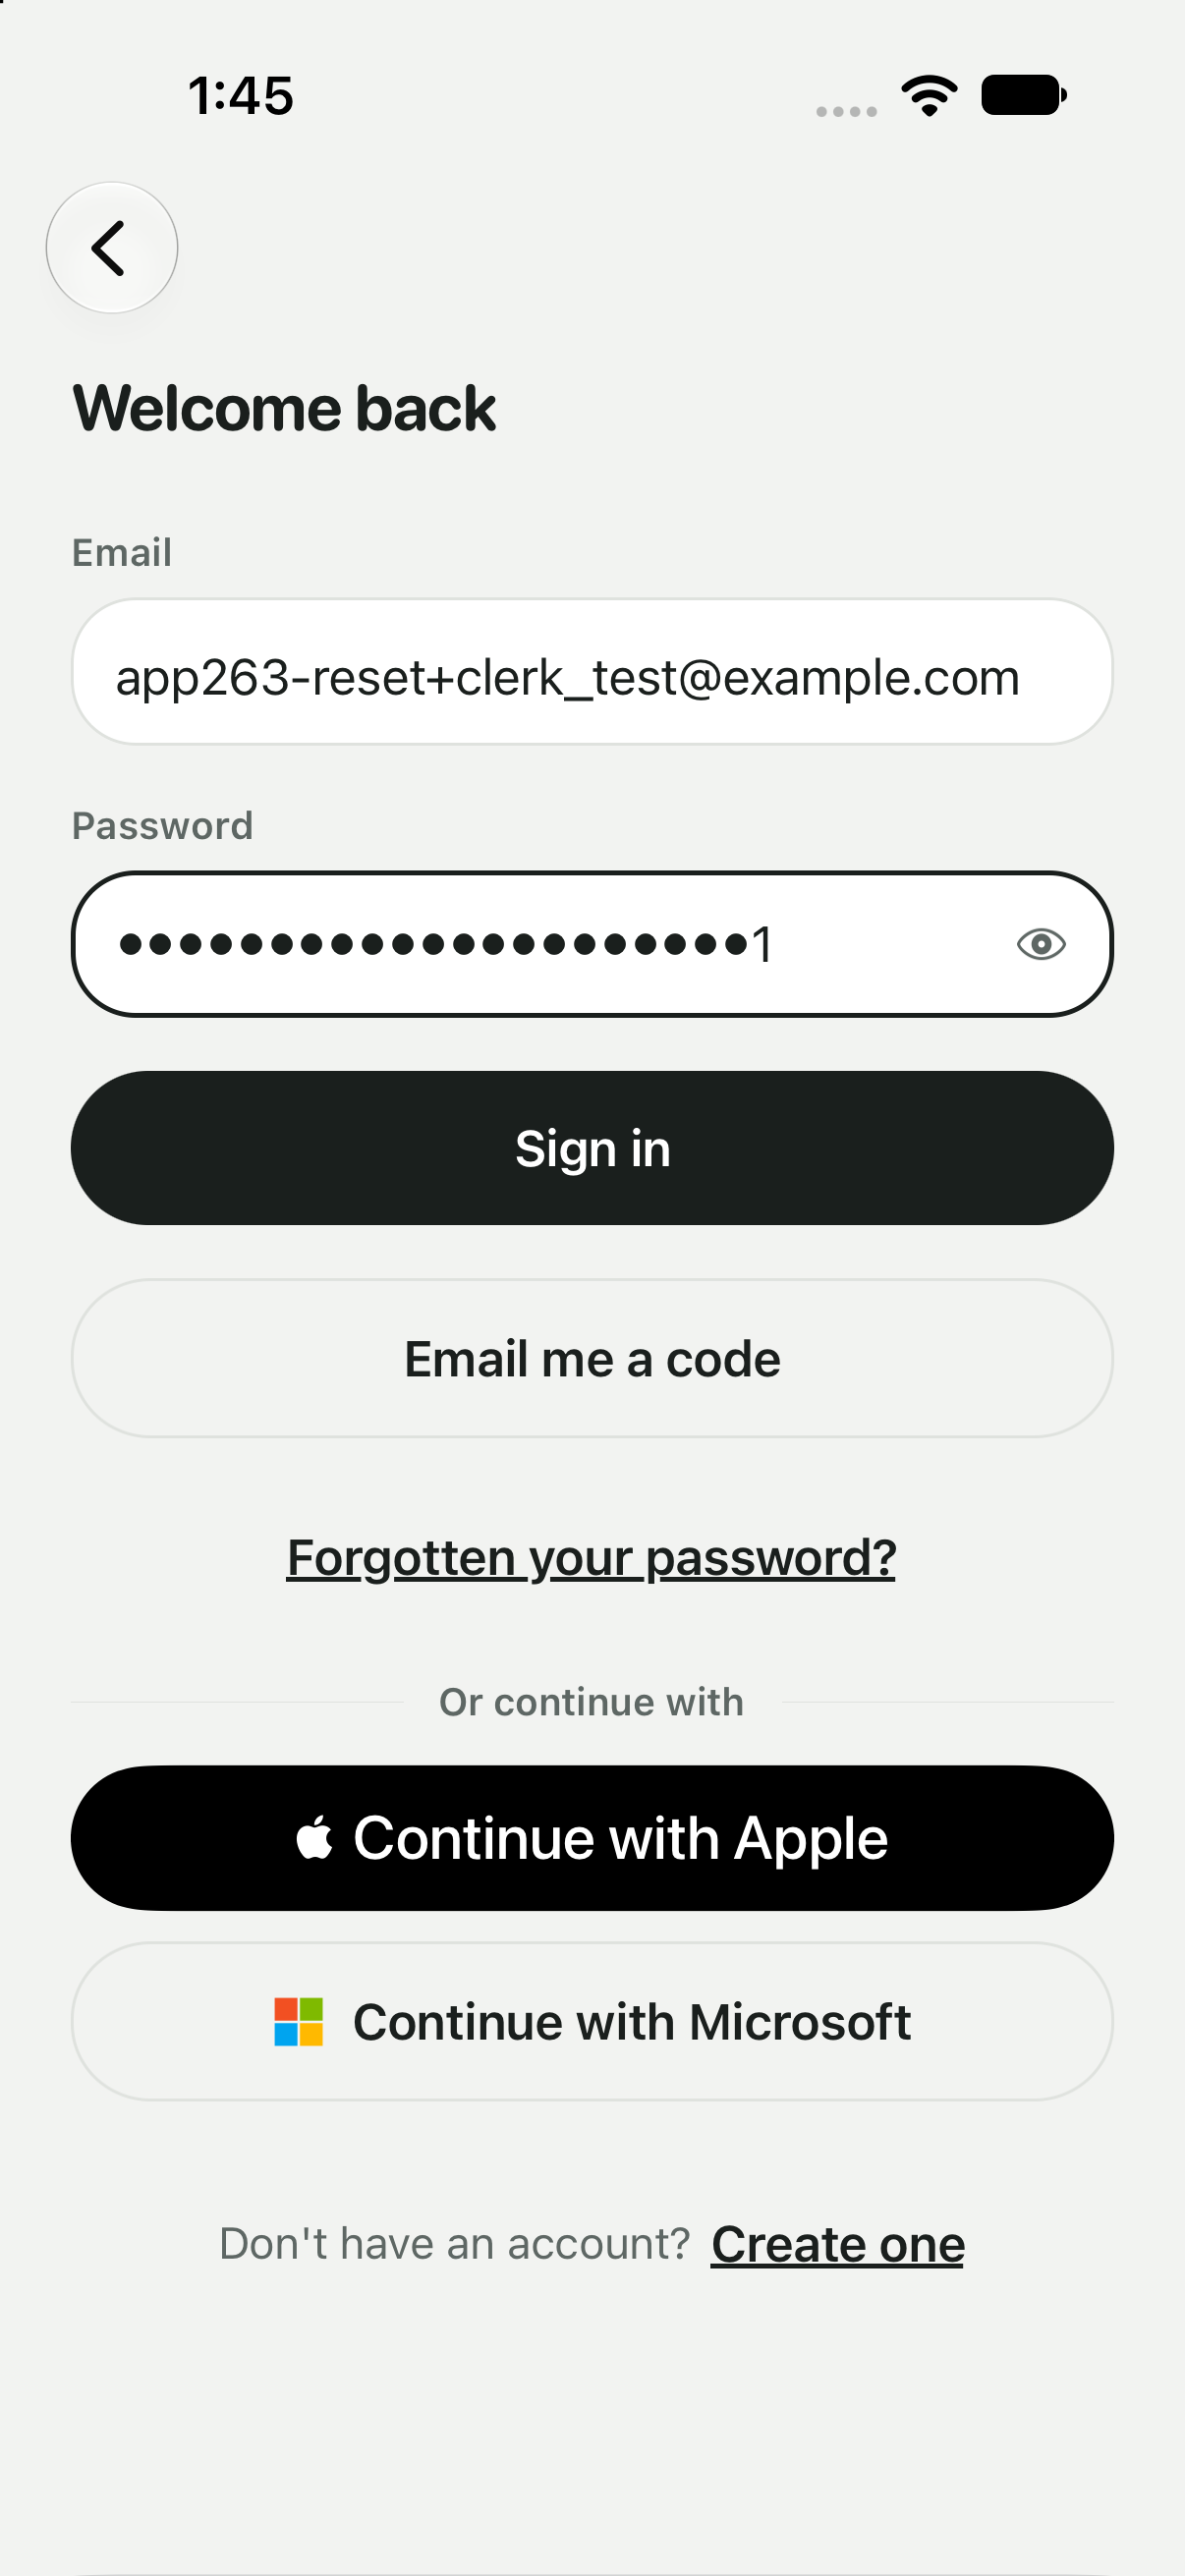 1:45
Welcome back
Email
app263-reset+clerk_test@example.com
Password
•••••••••••••••••••••1
Sign in
Email me a code
Forgotten your password?
Or continue with
Continue with Apple
Continue with Microsoft
Don't have an account? Create one